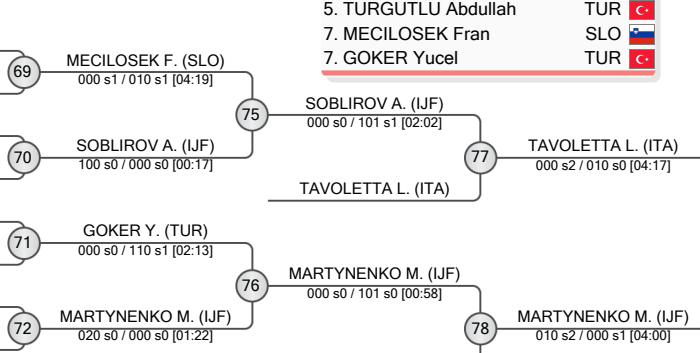 5. TURGUTLU Abdullah TUR
7. MECILOSEK Fran SLO
7. GOKER Yucel TUR
69
MECILOSEK F. (SLO)
000 s1 / 010 s1 [04:19]
75
SOBLIROV A. (IJF)
000 s0 / 101 s1 [02:02]
70
SOBLIROV A. (IJF)
100 s0 / 000 s0 [00:17]
77
TAVOLETTA L. (ITA)
000 s2 / 010 s0 [04:17]
TAVOLETTA L. (ITA)
71
GOKER Y. (TUR)
000 s0 / 110 s1 [02:13]
76
MARTYNENKO M. (IJF)
000 s0 / 101 s0 [00:58]
72
MARTYNENKO M. (IJF)
020 s0 / 000 s0 [01:22]
78
MARTYNENKO M. (IJF)
010 s2 / 000 s1 [04:00]